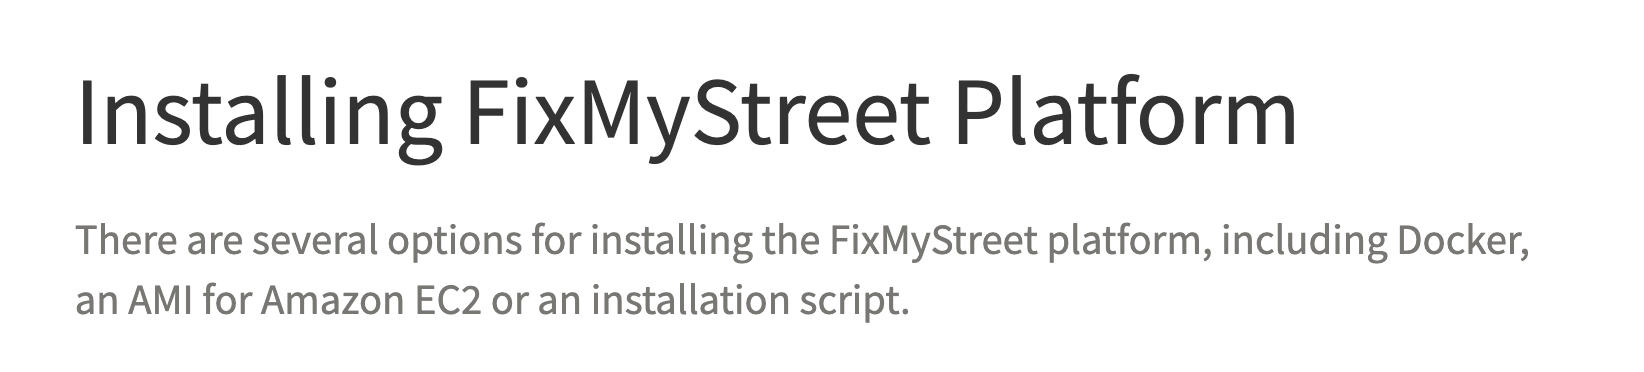 Installing FixMyStreet Platform
There are several options for installing the FixMyStreet platform, including Docker,
an AMI for Amazon EC2 or an installation script.